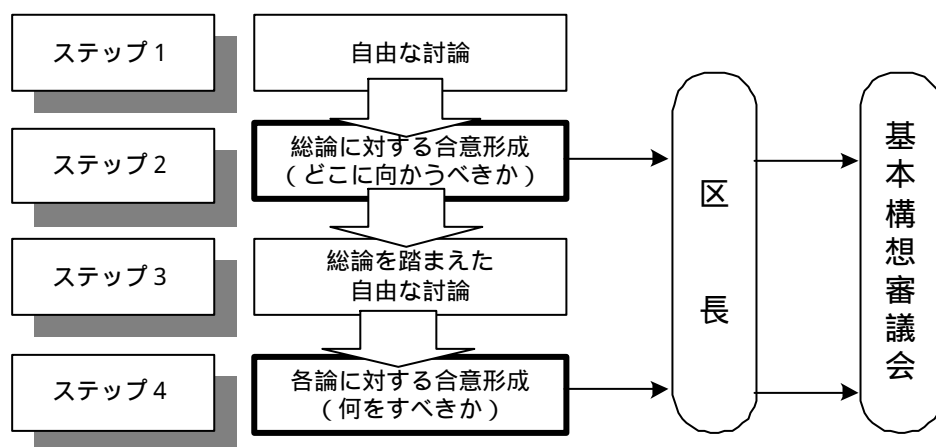 ステップ1
自由な討論
ステップ2
総論に対する合意形成
（どこに向かうべきか）
ステップ3
総論を踏まえた
自由な討論
ステップ4
各論に対する合意形成
（何をすべきか）
区長
基本構想審議会